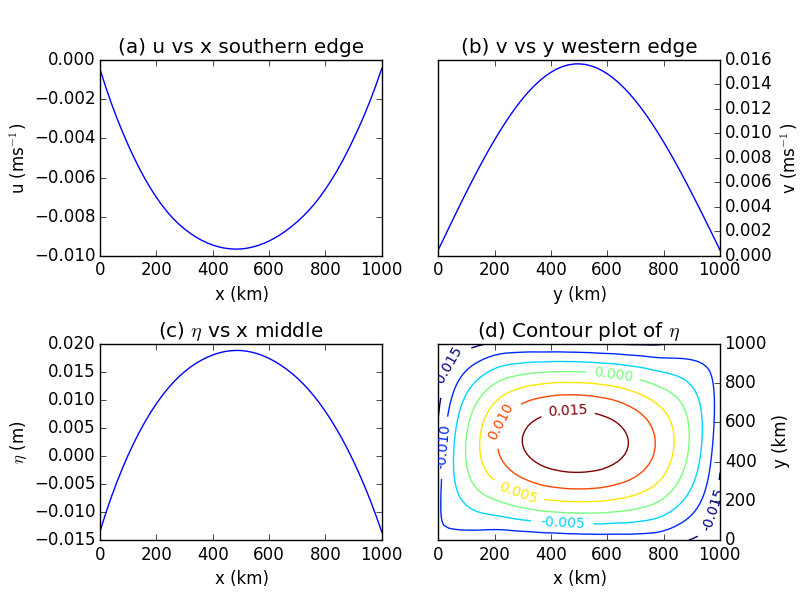 (a) u vs x southern edge
0.000
−0.002
−0.004
−0.006
−0.008
−0.010
u (ms⁻¹)
0 200 400 600 800 1000
x (km)
(b) v vs y western edge
0.016
0.014
0.012
0.010
0.008
0.006
0.004
0.002
0.000
v (ms⁻¹)
0 200 400 600 800 1000
y (km)
(c) η vs x middle
0.020
0.015
0.010
0.005
0.000
−0.005
−0.010
−0.015
η (m)
0 200 400 600 800 1000
x (km)
(d) Contour plot of η
1000
800
600
400
200
0
y (km)
-0.015
0.000
0.010
0.015
-0.010
0.005
-0.005
-0.015
0 200 400 600 800 1000
x (km)